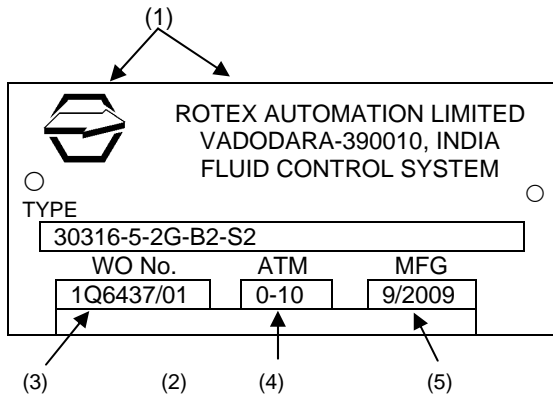 (1)
ROTEX AUTOMATION LIMITED
VADODARA-390010, INDIA
FLUID CONTROL SYSTEM
TYPE
30316-5-2G-B2-S2
WO No. ATM MFG
1Q6437/01 0-10 9/2009
(3) (2) (4) (5)